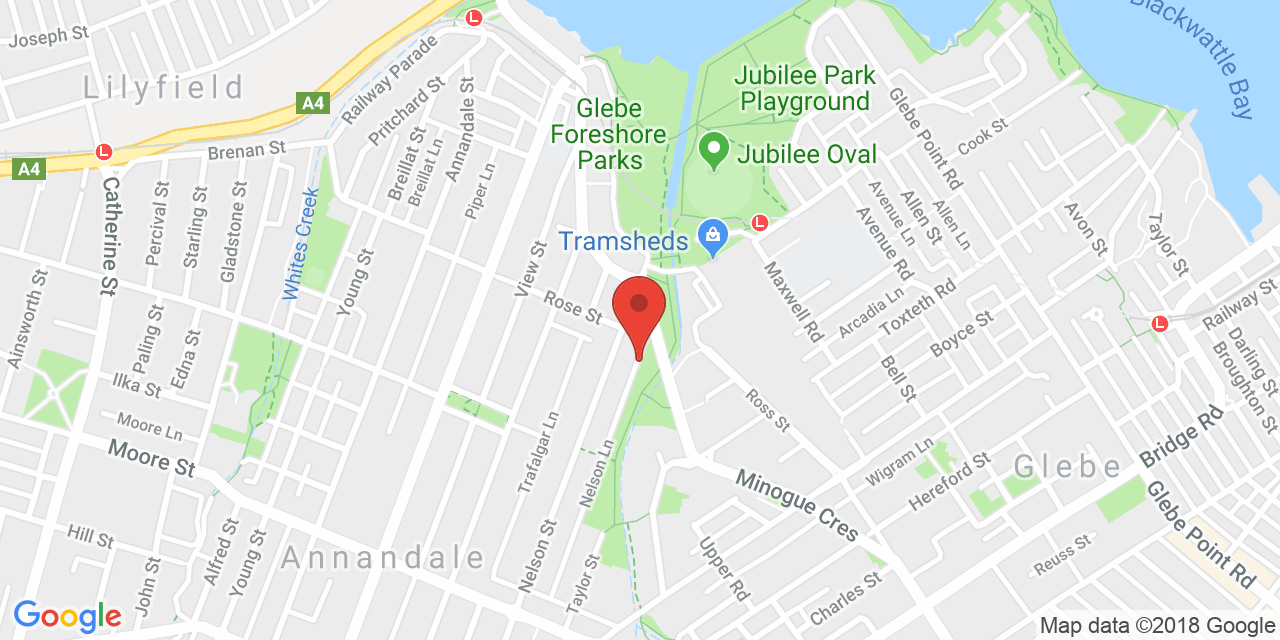 Joseph St
Lilyfield
A4
A4
Railway Parade
Pritchard St
Brenan St
Breillat St
Breillat Ln
Annandale St
Piper Ln
Glebe
Foreshore
Parks
Jubilee Park
Playground
Jubilee Oval
Tramsheds
Blackwattle Bay
Glebe Point Rd
Cook St
Avenue Ln
Avenue Rd
Allen St
Allen Ln
Avon St
Taylor St
Railway St
Darling St
Broughton St
Catherine St
Percival St
Starling St
Gladstone St
Whites Creek
Young St
View St
Rose St
Maxwell Rd
Arcadia Ln
Toxteth Rd
Boyce St
Bell St
Ainsworth St
Paling St
Edna St
Ilka St
Moore Ln
Moore St
Trafalgar Ln
Nelson Ln
Ross St
Wigram Ln
Hereford St
Glebe
Bridge Rd
Glebe Point Rd
Minogue Cres
Hill St
Alfred St
Young St
John St
Annandale
Nelson St
Taylor St
Upper Rd
Charles St
Reuss St
Google
Map data ©2018 Google